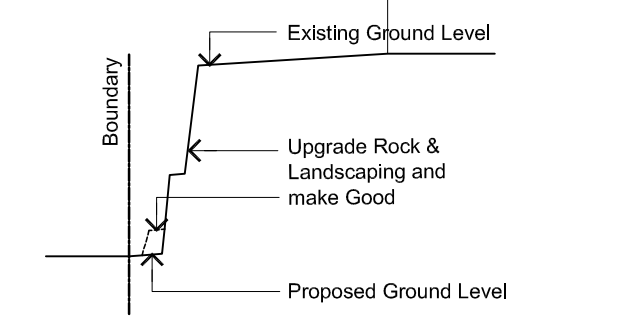 Existing Ground Level
Boundary
Upgrade Rock &
Landscaping and
make Good
Proposed Ground Level